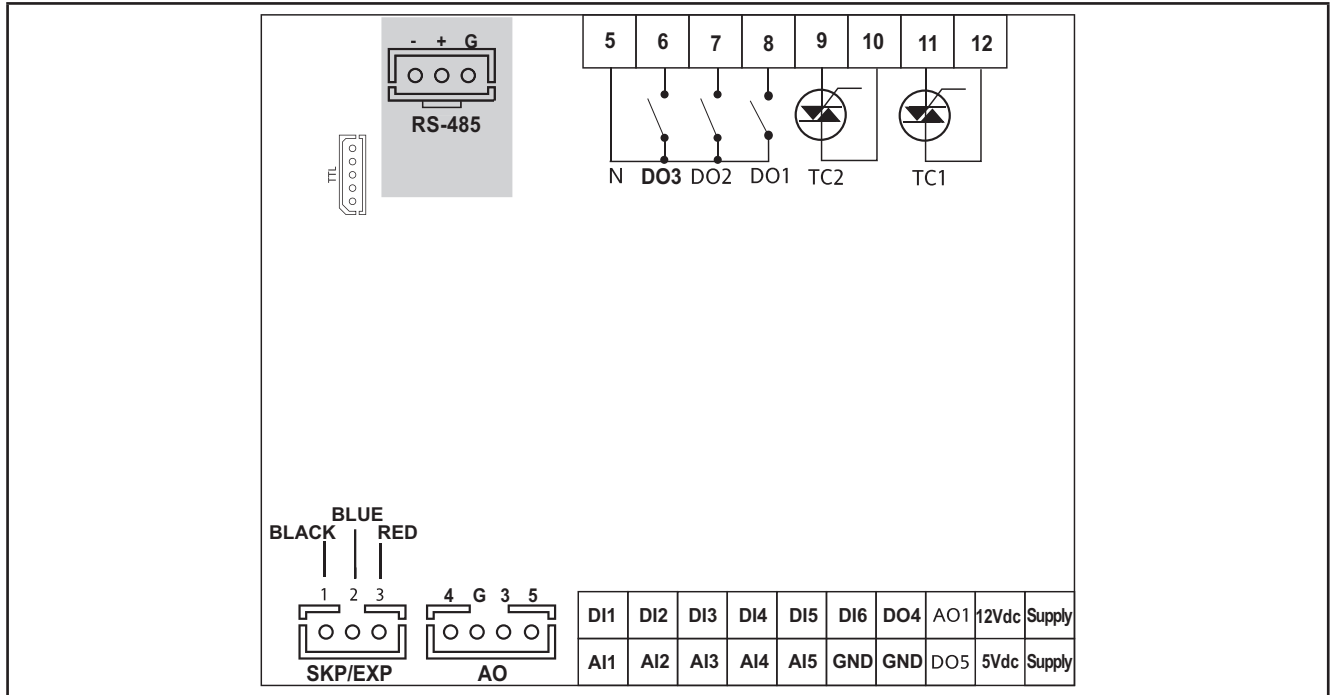 - + G
RS-485
TTL
5 6 7 8 9 10 11 12
N DO3 DO2 DO1 TC2 TC1
BLUE
BLACK RED
1 2 3
SKP/EXP
4 G 3 5
AO
DI1 DI2 DI3 DI4 DI5 DI6 DO4 AO1 12Vdc Supply
AI1 AI2 AI3 AI4 AI5 GND GND DO5 5Vdc Supply